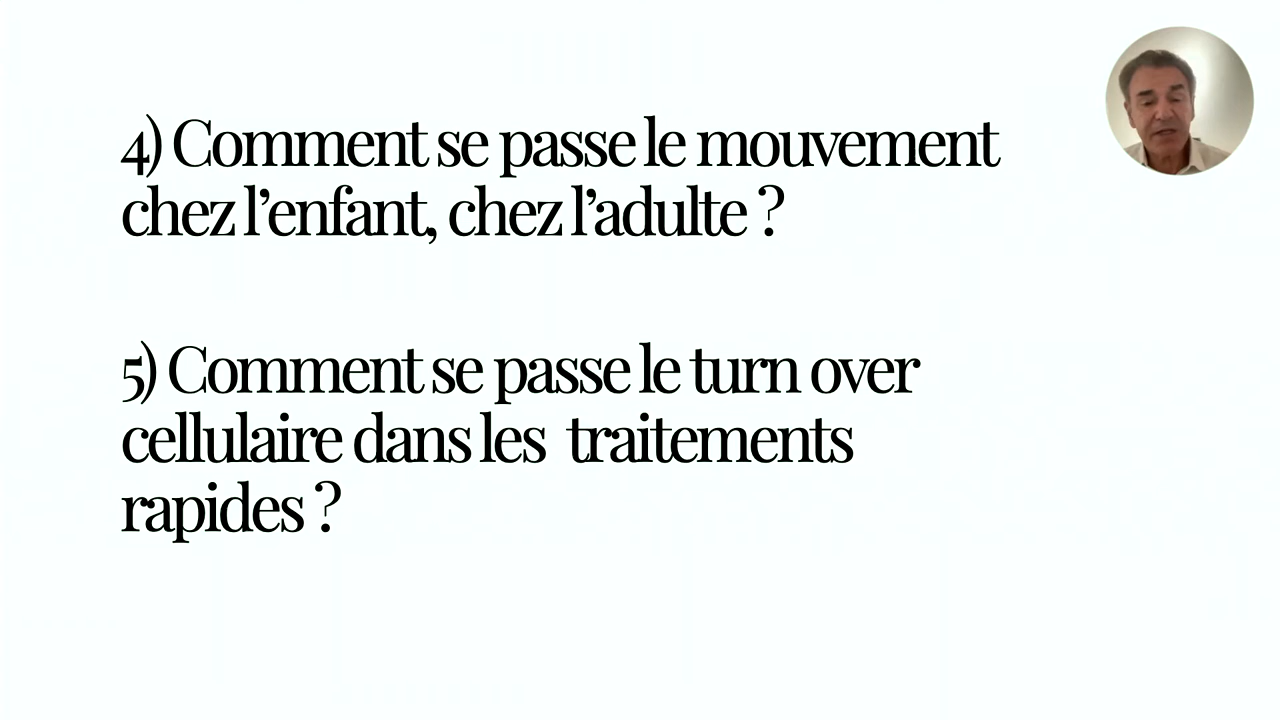 4) Comment se passe le mouvement
chez l’enfant, chez l’adulte ?
5) Comment se passe le turn over
cellulaire dans les  traitements
rapides ?